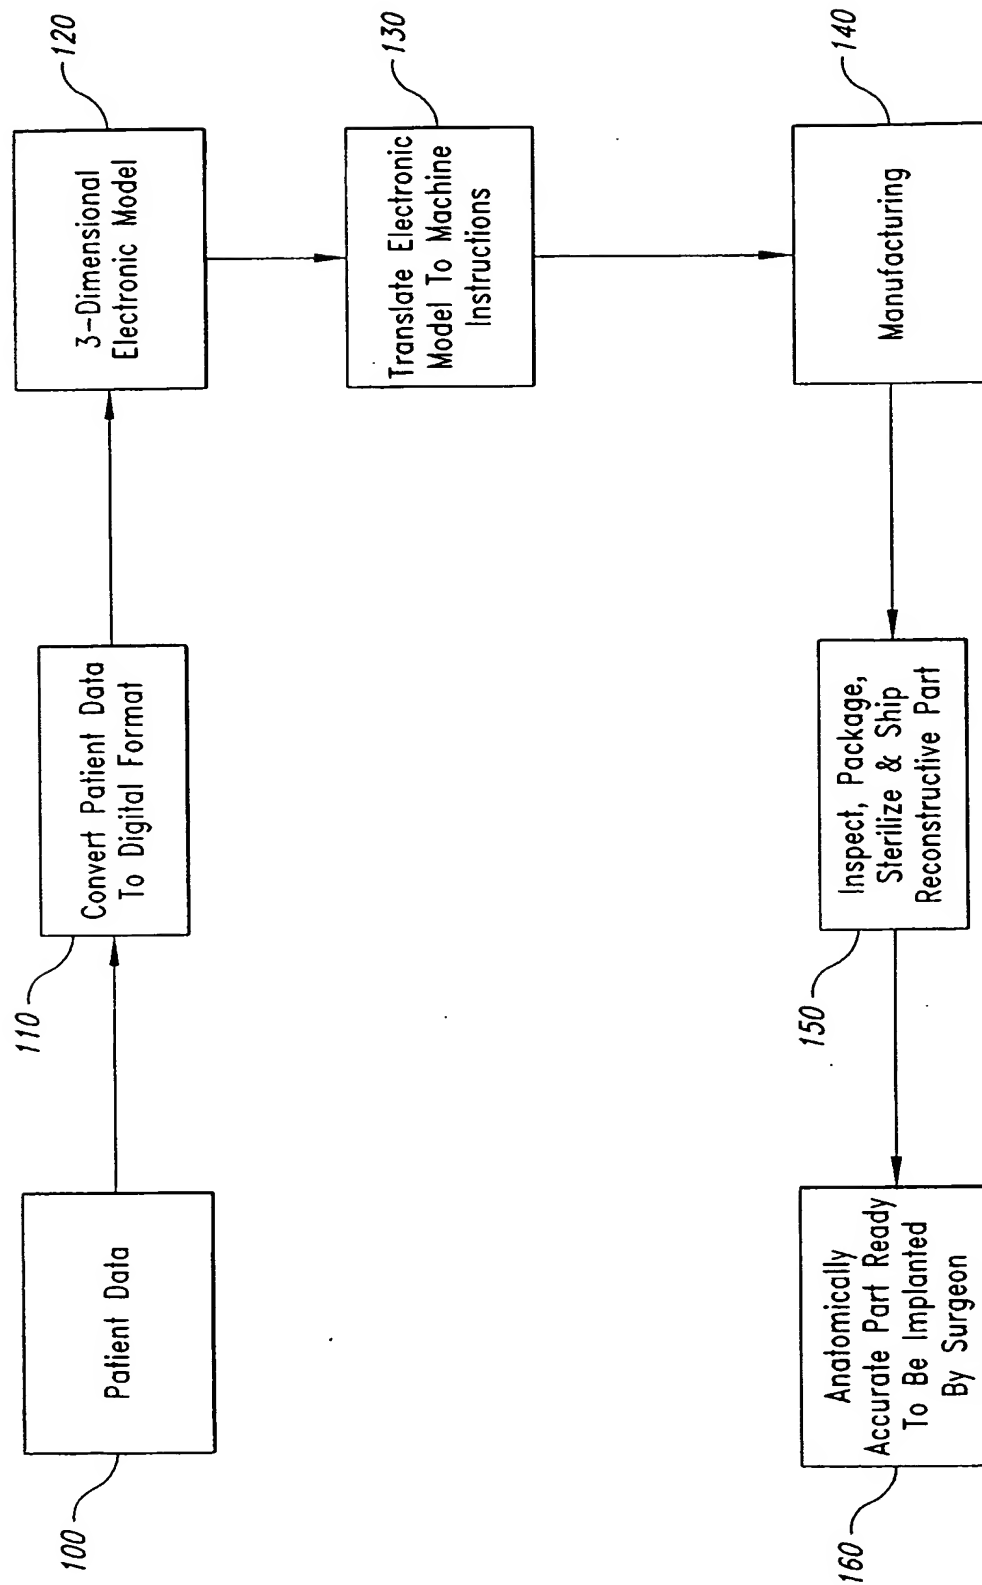 100
Patient Data
110
Convert Patient Data
To Digital Format
120
3-Dimensional
Electronic Model
130
Translate Electronic
Model To Machine
Instructions
140
Manufacturing
150
Inspect, Package,
Sterilize & Ship
Reconstructive Part
160
Anatomically
Accurate Part Ready
To Be Implanted
By Surgeon